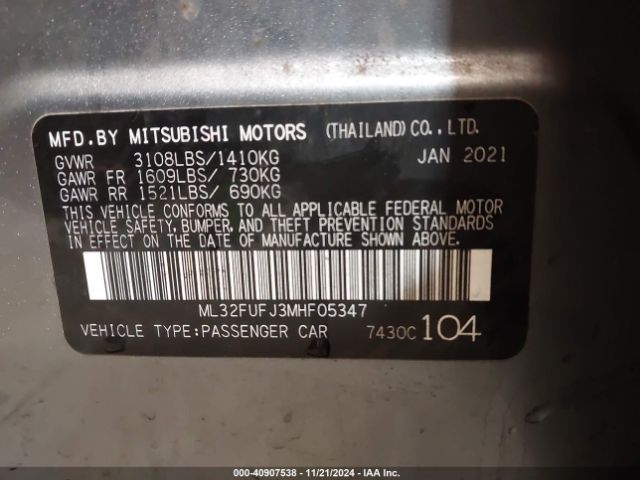 MFD.BY MITSUBISHI MOTORS (THAILAND)CO.,LTD.
GVWR 3108LBS/1410KG JAN 2021
GAWR FR 1609LBS/ 730KG
GAWR RR 1521LBS/ 690KG
THIS VEHICLE CONFORMS TO ALL APPLICABLE FEDERAL MOTOR
VEHICLE SAFETY, BUMPER, AND THEFT PREVENTION STANDARDS
IN EFFECT ON THE DATE OF MANUFACTURE SHOWN ABOVE.
ML32FUFJ3MHF05347
VEHICLE TYPE:PASSENGER CAR 7430C 104
000-40907538 - 11/21/2024 - IAA Inc.